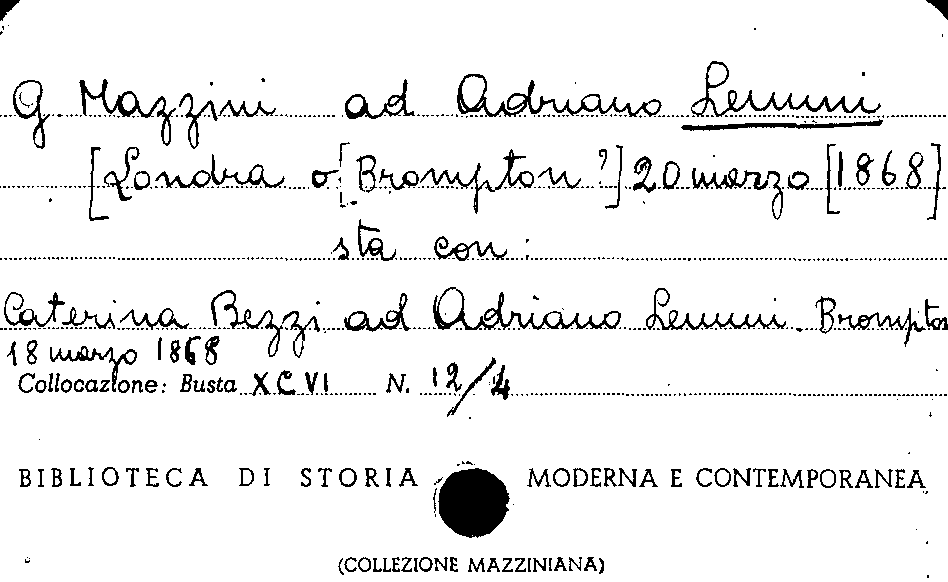 G. Mazzini ad Adriano Lemmi
[Londra o [Brompton?] 20 marzo [1868]
sta con:
Caterina Bezzi ad Adriano Lemmi. Brompton
18 marzo 1868
Collocazione: Busta XCVI N. 12/4
BIBLIOTECA DI STORIA MODERNA E CONTEMPORANEA
(COLLEZIONE MAZZINIANA)